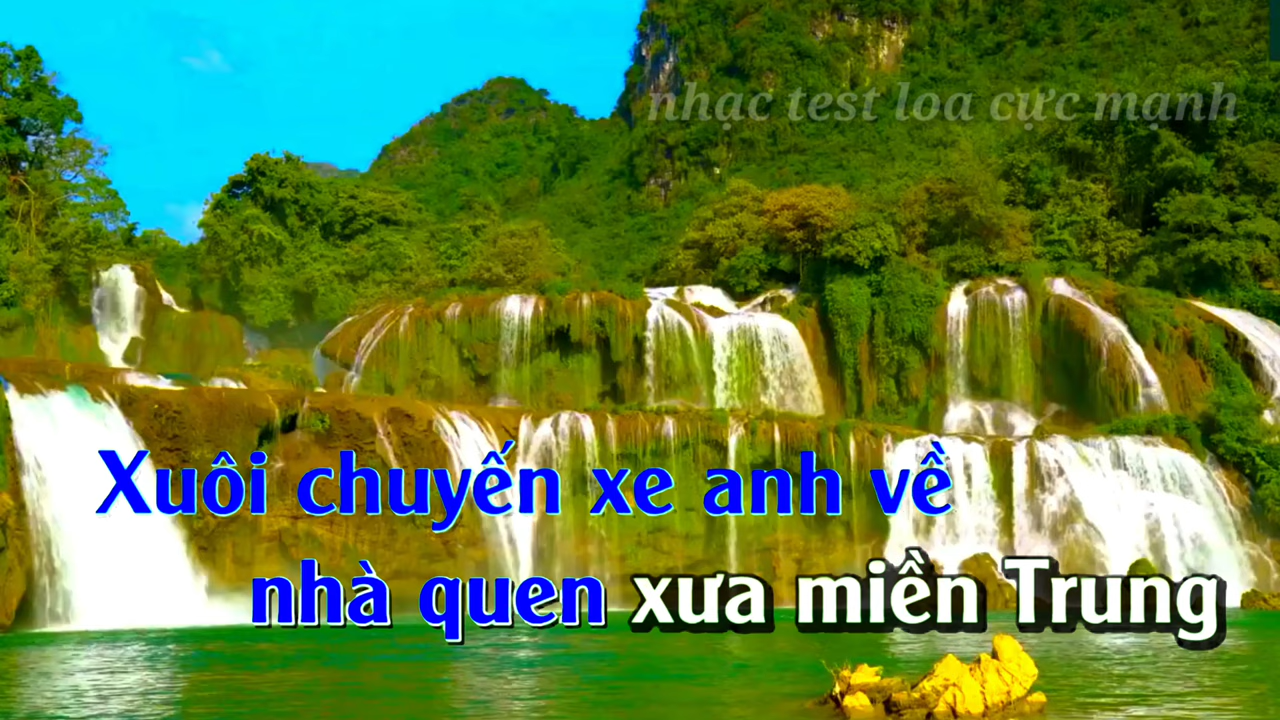 nhạc test loa cực mạnh
Xuôi chuyến xe anh về
nhà quen xưa miền Trung